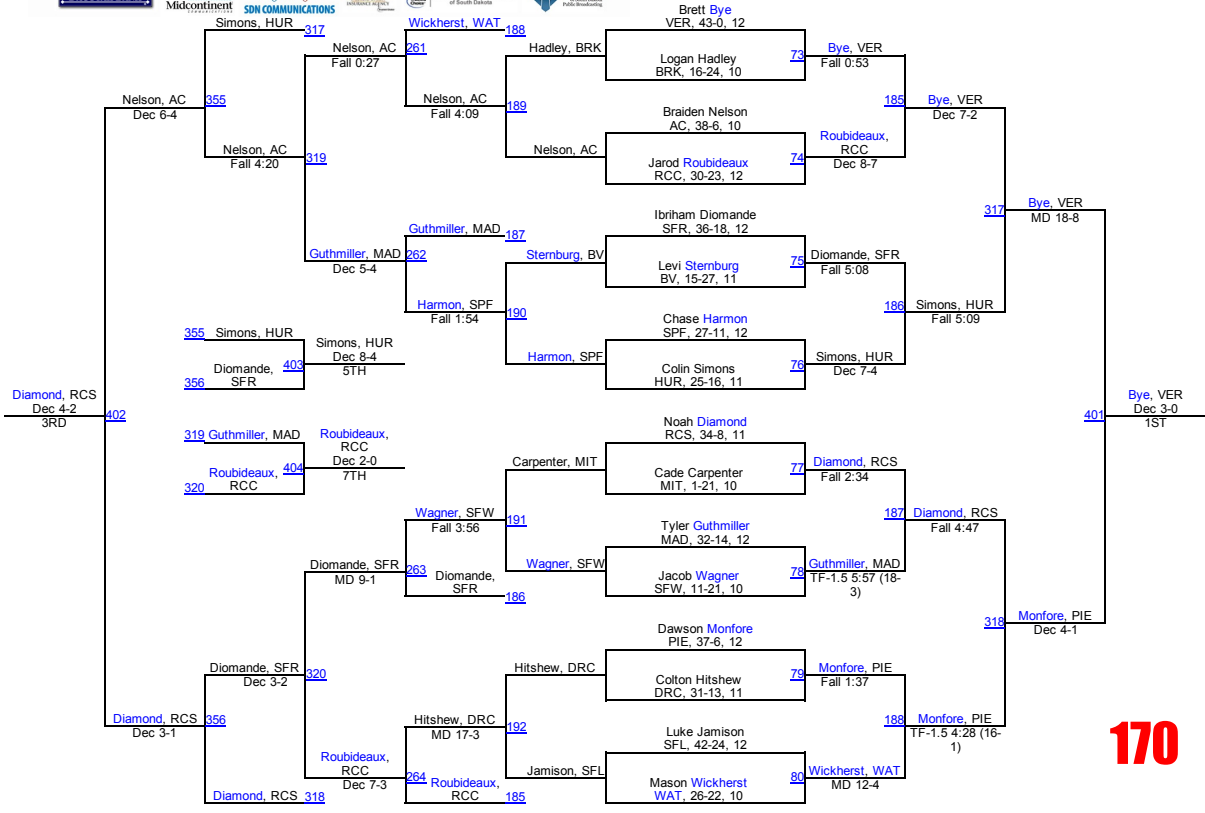 Midcontinent
COMMUNICATIONS
SDN COMMUNICATIONS
INSURANCE AGENCY
of South Dakota
Public Broadcasting
Simons, HUR
317
Nelson, AC
Fall 0:27
261
Wickherst, WAT
188
Hadley, BRK
Brett Bye
VER, 43-0, 12
Logan Hadley
BRK, 16-24, 10
73
Bye, VER
Fall 0:53
Nelson, AC
Dec 6-4
355
Nelson, AC
Fall 4:09
189
Braiden Nelson
AC, 38-6, 10
185
Bye, VER
Dec 7-2
Nelson, AC
Fall 4:20
319
Nelson, AC
Jarod Roubideaux
RCC, 30-23, 12
74
Roubideaux,
RCC
Dec 8-7
317
Bye, VER
MD 18-8
Guthmiller, MAD
187
Ibriham Diomande
SFR, 36-18, 12
Guthmiller, MAD
Dec 5-4
262
Sternburg, BV
Levi Sternburg
BV, 15-27, 11
75
Diomande, SFR
Fall 5:08
Harmon, SPF
Fall 1:54
190
Chase Harmon
SPF, 27-11, 12
186
Simons, HUR
Fall 5:09
355
Simons, HUR
Diomande,
SFR
356
403
Simons, HUR
Dec 8-4
5TH
Harmon, SPF
Colin Simons
HUR, 25-16, 11
76
Simons, HUR
Dec 7-4
Diamond, RCS
Dec 4-2
3RD
402
401
Bye, VER
Dec 3-0
1ST
319
Guthmiller, MAD
Roubideaux,
RCC
320
404
Roubideaux,
RCC
Dec 2-0
7TH
Carpenter, MIT
Noah Diamond
RCS, 34-8, 11
Cade Carpenter
MIT, 1-21, 10
77
Diamond, RCS
Fall 2:34
Wagner, SFW
Fall 3:56
191
Tyler Guthmiller
MAD, 32-14, 12
187
Diamond, RCS
Fall 4:47
Diomande, SFR
MD 9-1
263
Diomande,
SFR
186
Wagner, SFW
Jacob Wagner
SFW, 11-21, 10
78
Guthmiller, MAD
TF-1.5 5:57 (18-
3)
318
Monfore, PIE
Dec 4-1
Dawson Monfore
PIE, 37-6, 12
Diomande, SFR
Dec 3-2
320
Hitshew, DRC
Colton Hitshew
DRC, 31-13, 11
79
Monfore, PIE
Fall 1:37
Diamond, RCS
Dec 3-1
356
Hitshew, DRC
MD 17-3
192
Luke Jamison
SFL, 42-24, 12
188
Monfore, PIE
TF-1.5 4:28 (16-
1)
170
Roubideaux,
RCC
Dec 7-3
264
Roubideaux,
RCC
185
Jamison, SFL
Mason Wickherst
WAT, 26-22, 10
80
Wickherst, WAT
MD 12-4
Diamond, RCS
318